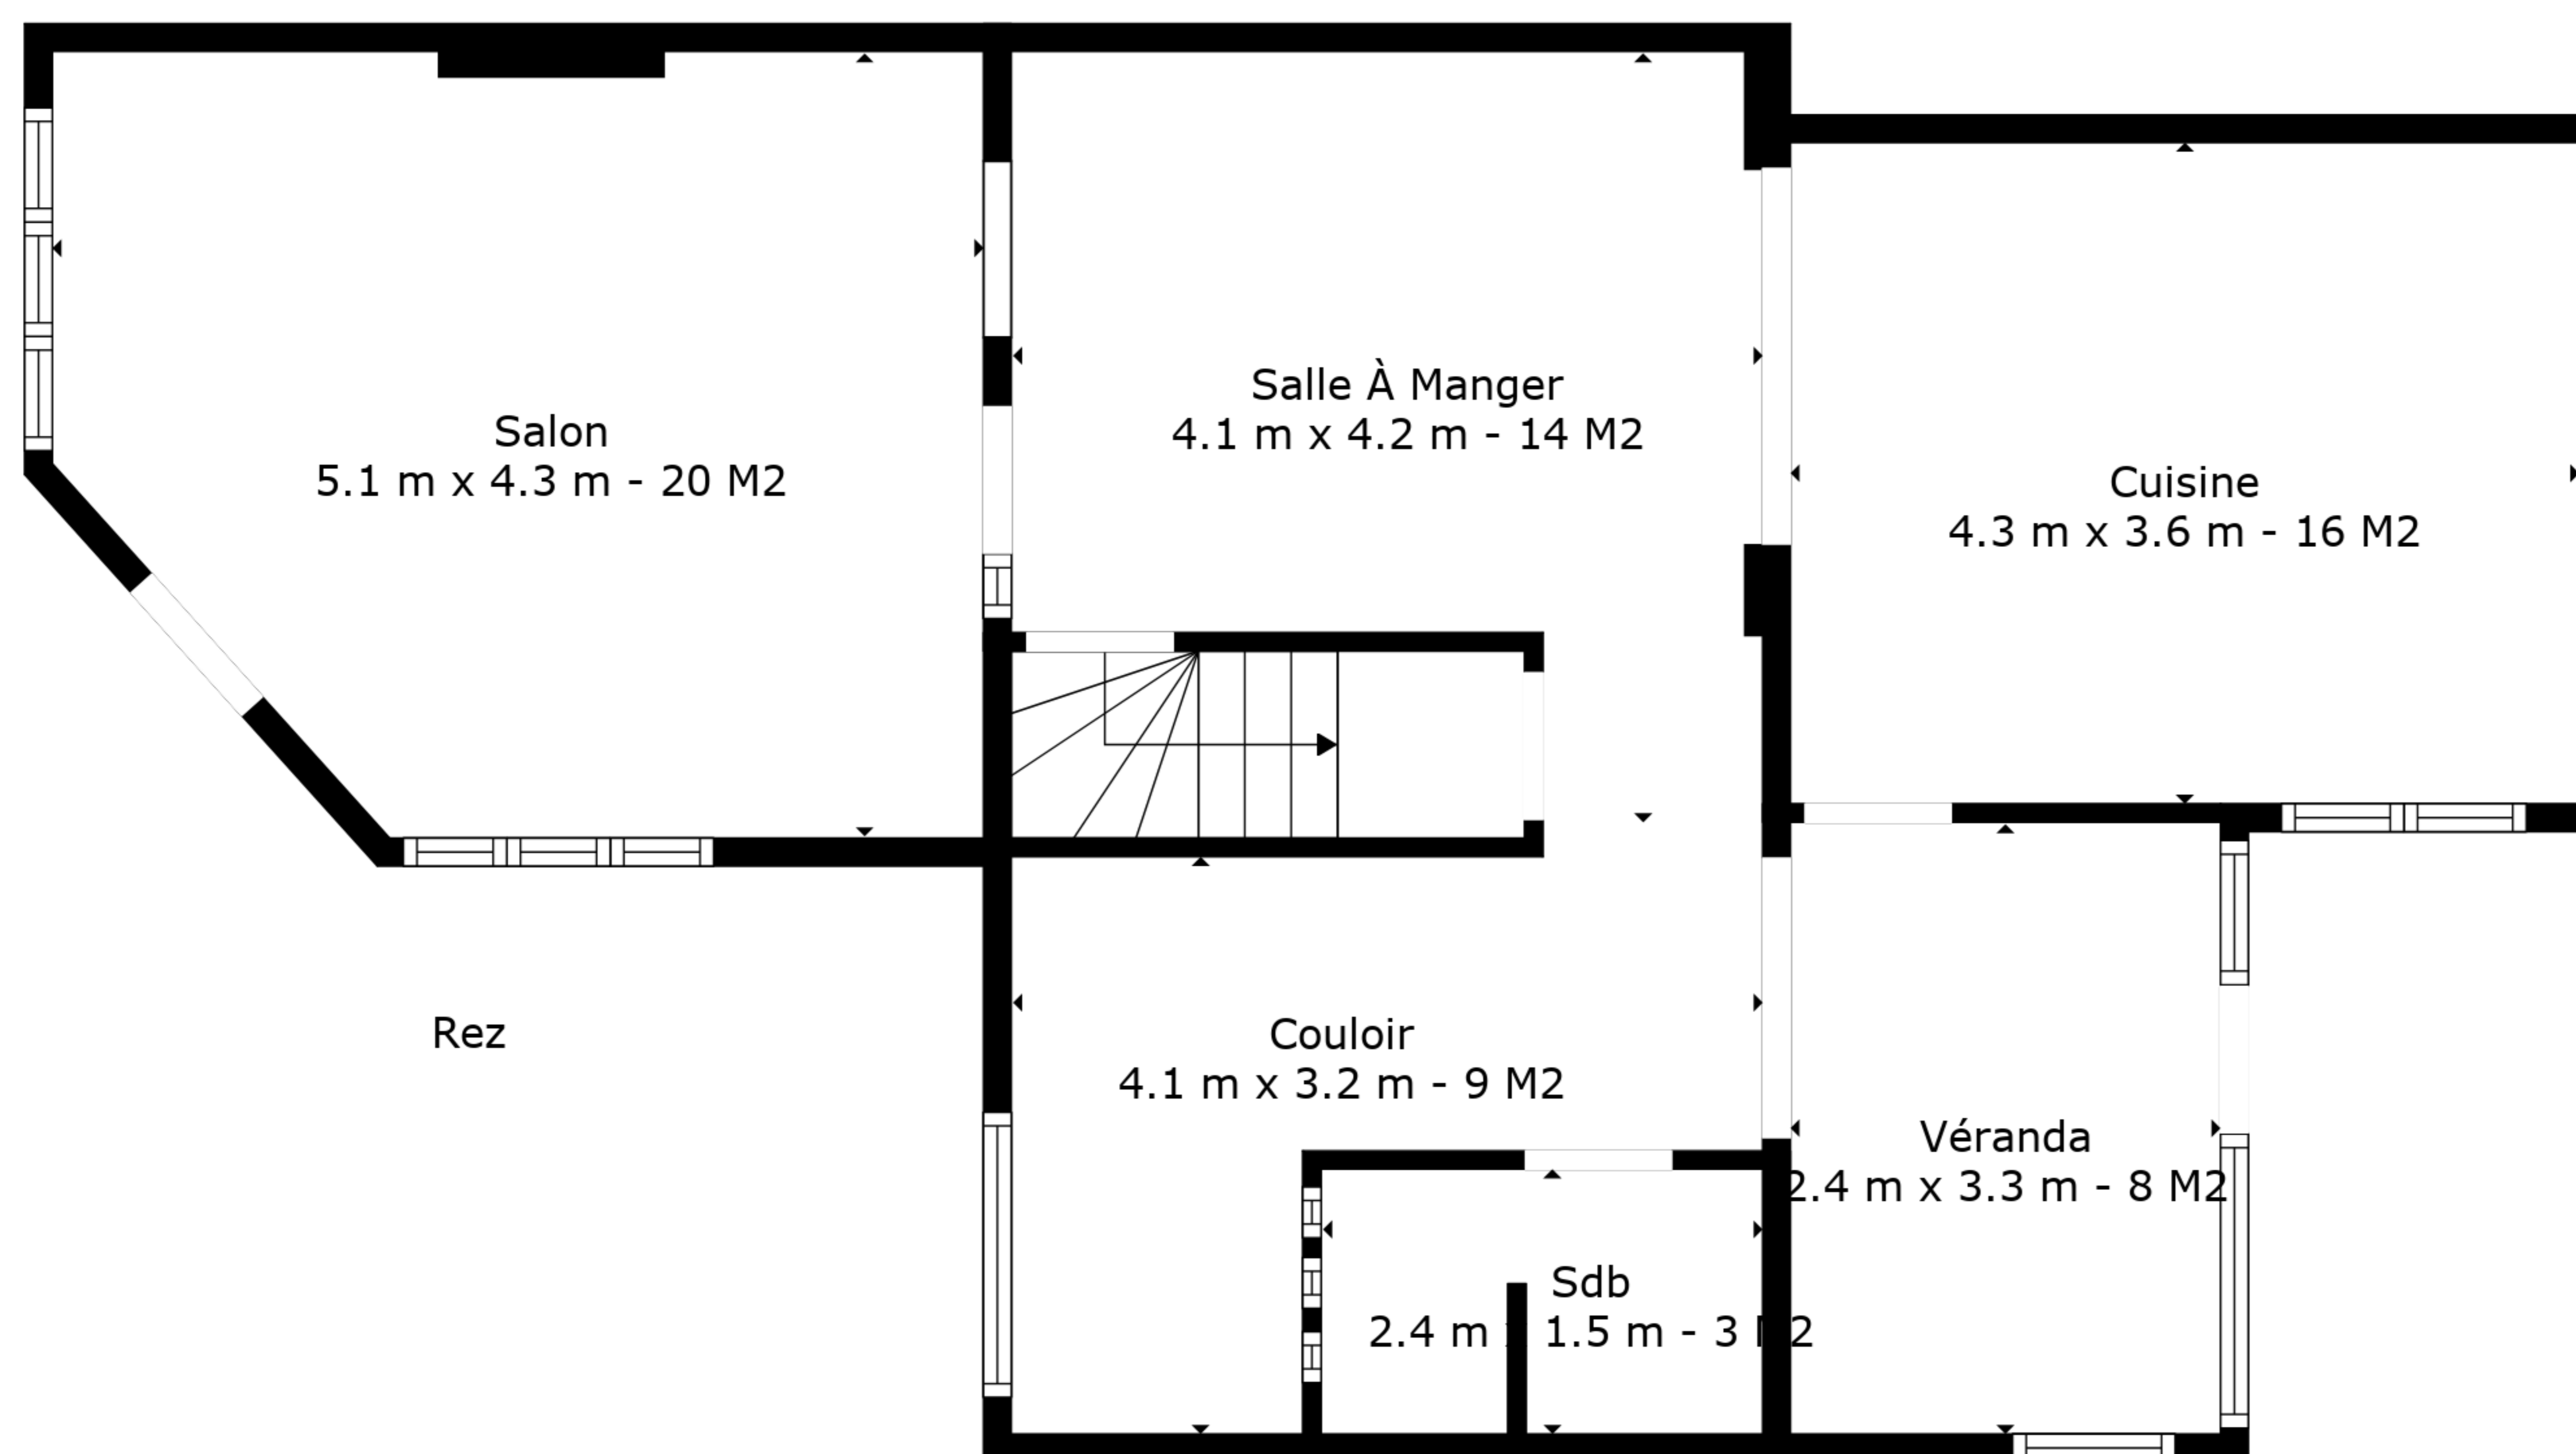 Salon
5.1 m x 4.3 m - 20 M2
Salle À Manger
4.1 m x 4.2 m - 14 M2
Cuisine
4.3 m x 3.6 m - 16 M2
Rez
Couloir
4.1 m x 3.2 m - 9 M2
Véranda
2.4 m x 3.3 m - 8 M2
Sdb
2.4 m x 1.5 m - 3 M2